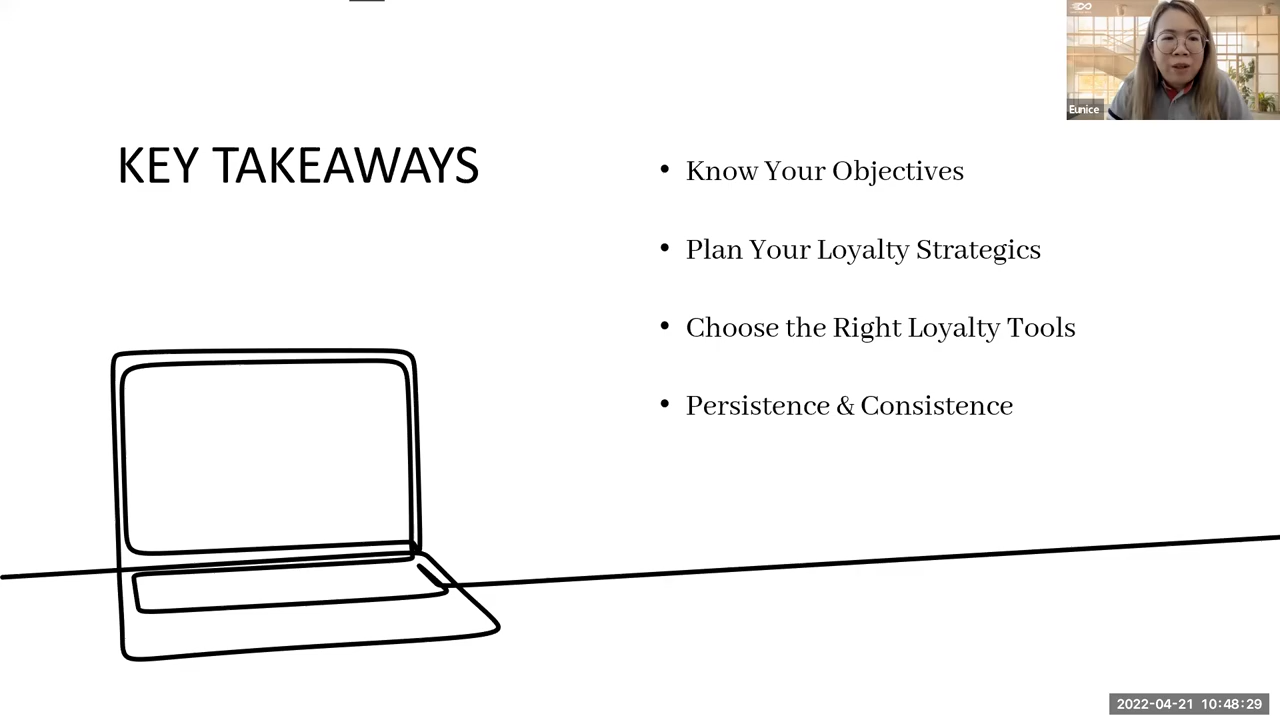 Eunice
KEY TAKEAWAYS
• Know Your Objectives
• Plan Your Loyalty Strategics
• Choose the Right Loyalty Tools
• Persistence & Consistence
2022-04-21 10:48:29